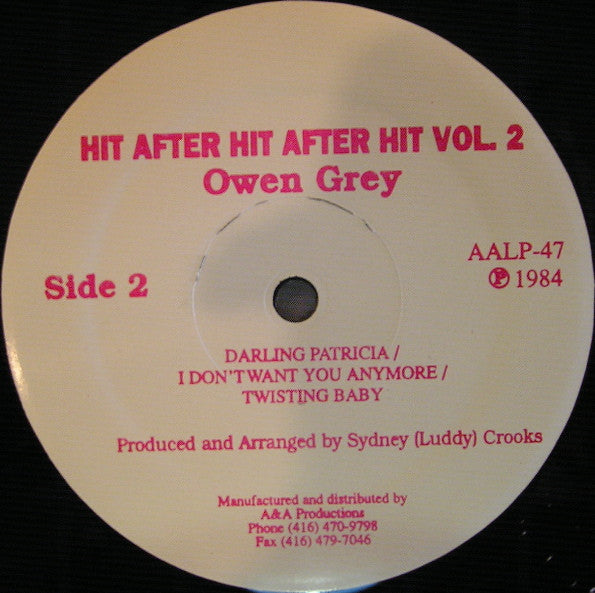 HIT AFTER HIT AFTER HIT VOL. 2
Owen Grey
AALP-47
Side 2
℗ 1984
DARLING PATRICIA /
I DON'T WANT YOU ANYMORE /
TWISTING BABY
Produced and Arranged by Sydney (Luddy) Crooks
Manufactured and distributed by
A&A Productions
Phone (416) 470-9798
Fax (416) 479-7046